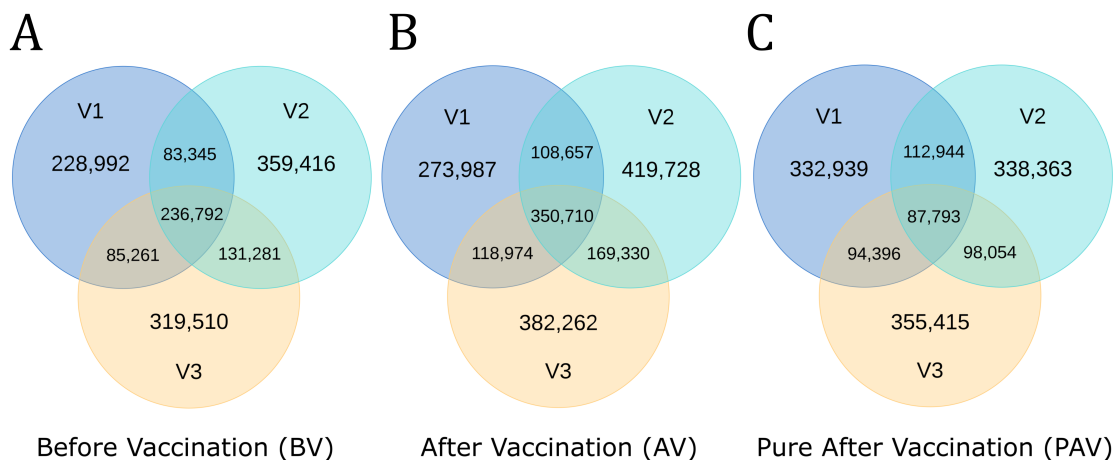 A
V1
V2
228,992
83,345
359,416
236,792
85,261
131,281
319,510
V3
Before Vaccination (BV)
B
V1
V2
273,987
108,657
419,728
350,710
118,974
169,330
382,262
V3
After Vaccination (AV)
C
V1
V2
332,939
112,944
338,363
87,793
94,396
98,054
355,415
V3
Pure After Vaccination (PAV)